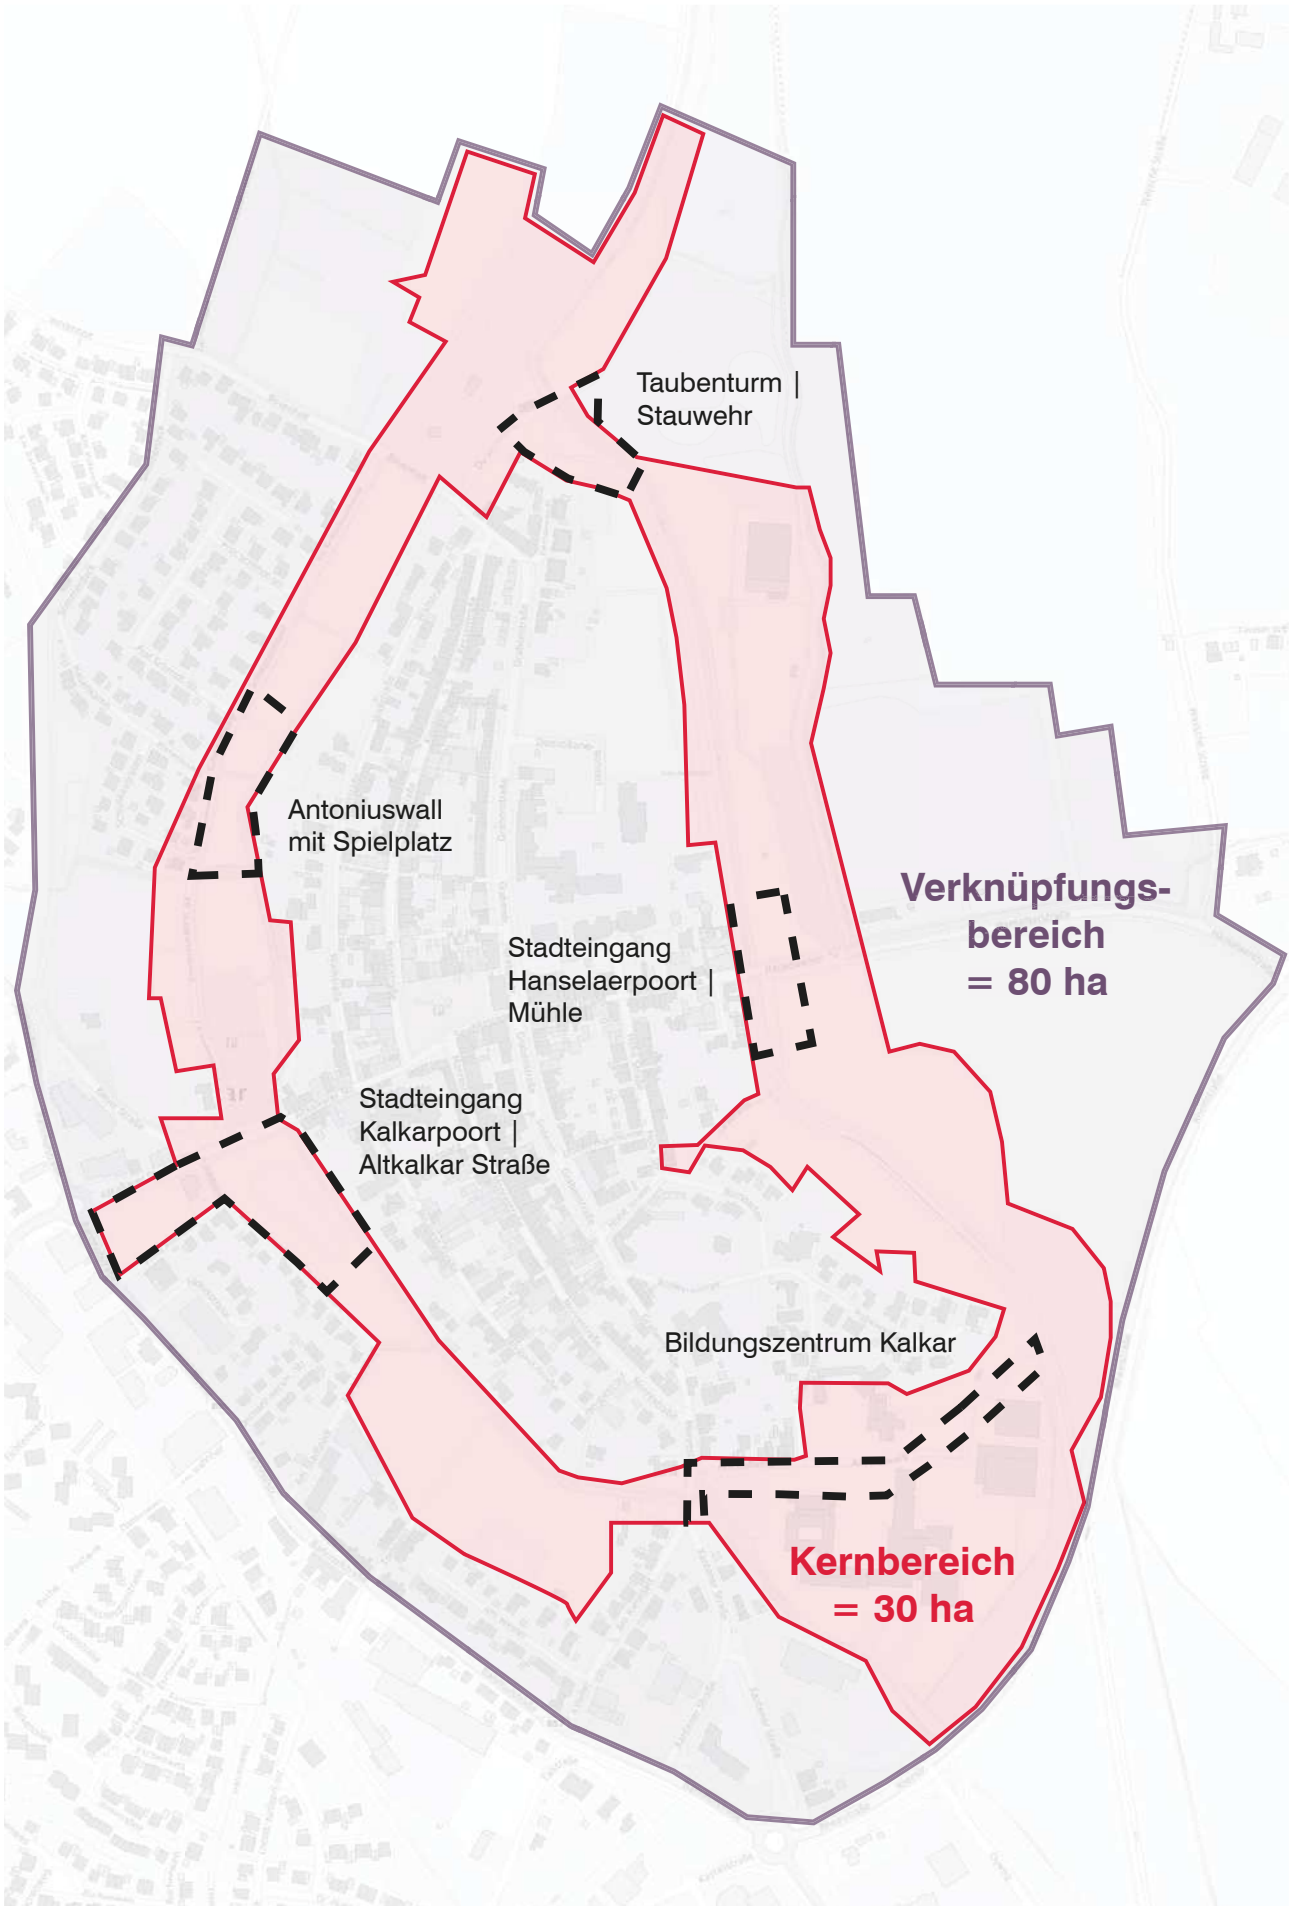 Taubenturm |
Stauwehr
Antoniuswall
mit Spielplatz
Verknüpfungs-
bereich
= 80 ha
Stadteingang
Hanselaerpoort |
Mühle
Stadteingang
Kalkarpoort |
Altkalkar Straße
Bildungszentrum Kalkar
Kernbereich
= 30 ha